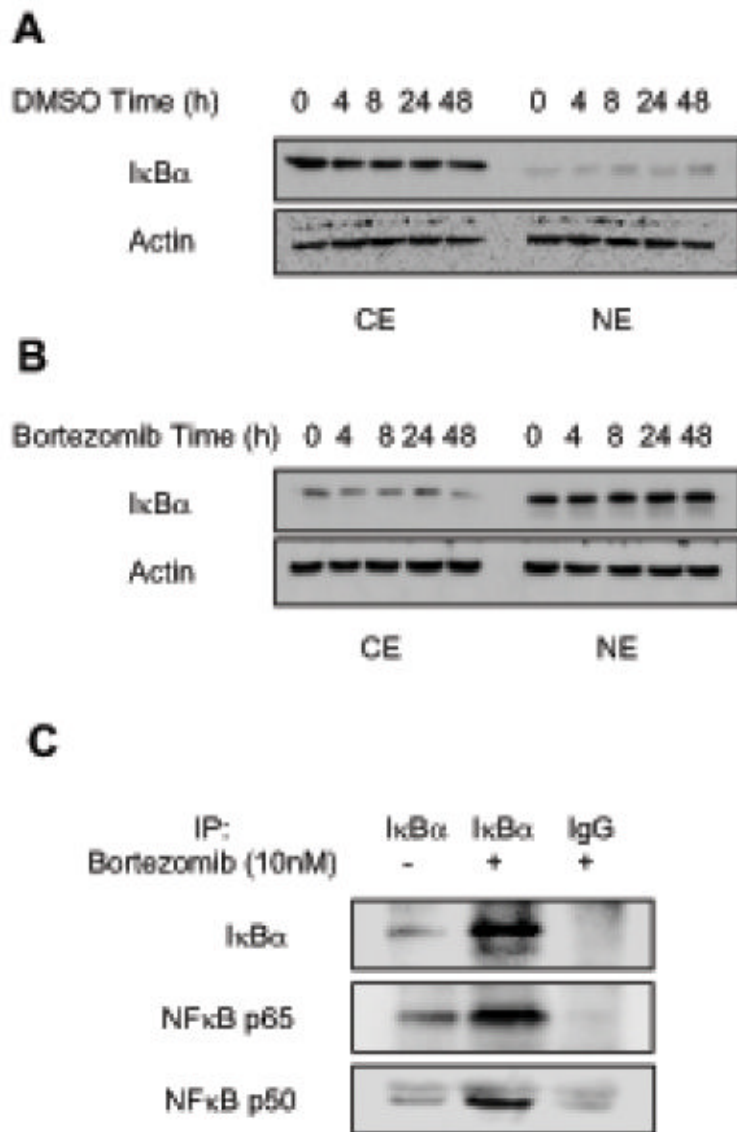 A
DMSO Time (h) 0 4 8 24 48 0 4 8 24 48
IκBα
Actin
CE NE
B
Bortezomib Time (h) 0 4 8 24 48 0 4 8 24 48
IκBα
Actin
CE NE
C
IP: IκBα IκBα IgG
Bortezomib (10nM) - + +
IκBα
NFκB p65
NFκB p50